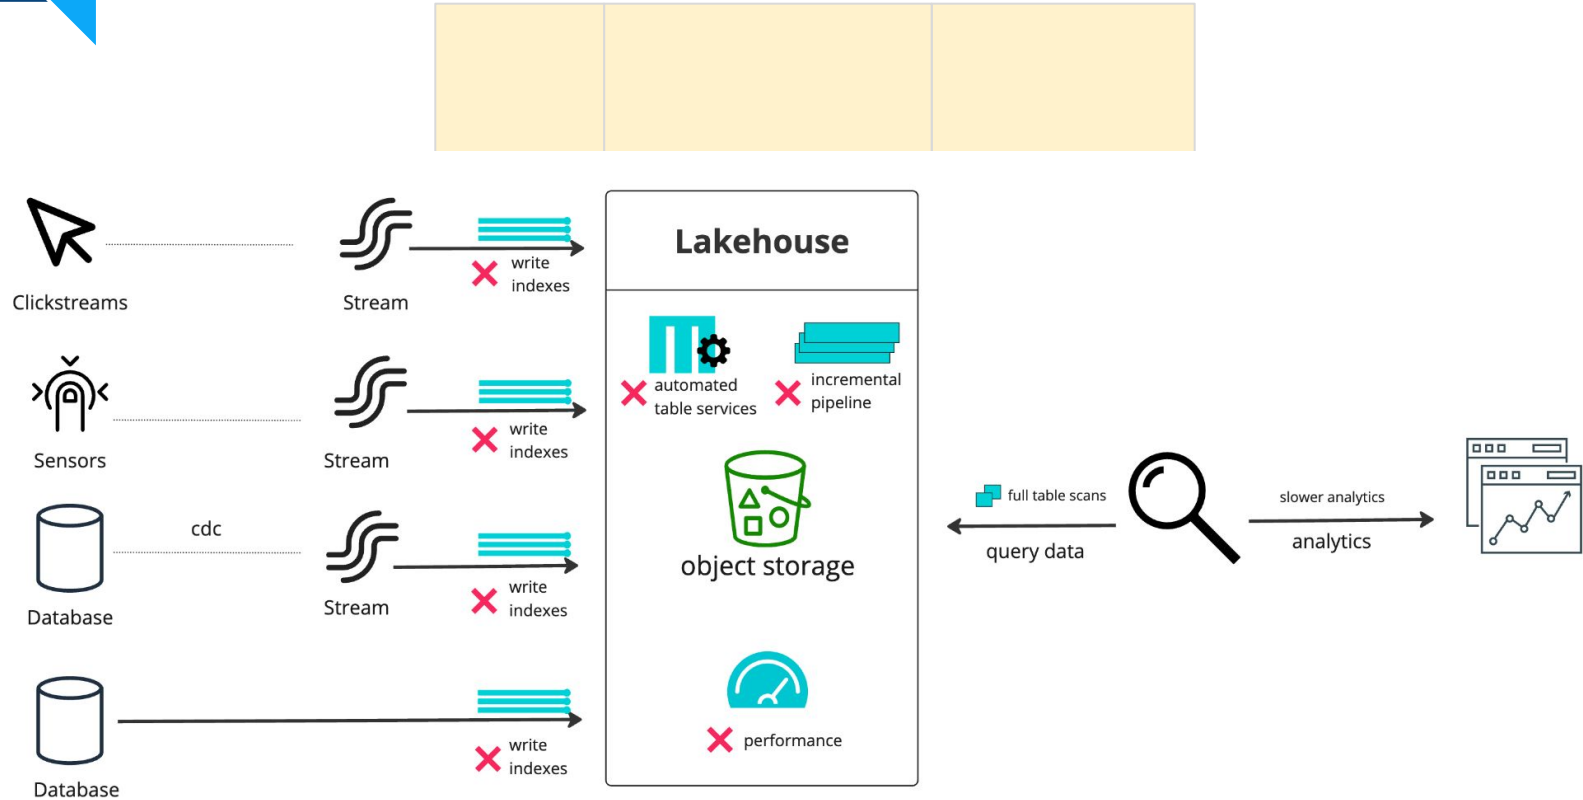 Lakehouse
Clickstreams
Stream
write
indexes
automated
table services
incremental
pipeline
Sensors
Stream
write
indexes
cdc
Database
Stream
write
indexes
object storage
full table scans
query data
slower analytics
analytics
Database
write
indexes
performance